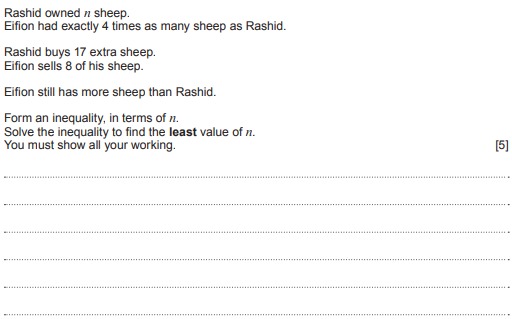 Rashid owned n sheep.
Eifion had exactly 4 times as many sheep as Rashid.
Rashid buys 17 extra sheep.
Eifion sells 8 of his sheep.
Eifion still has more sheep than Rashid.
Form an inequality, in terms of n.
Solve the inequality to find the least value of n.
You must show all your working. [5]